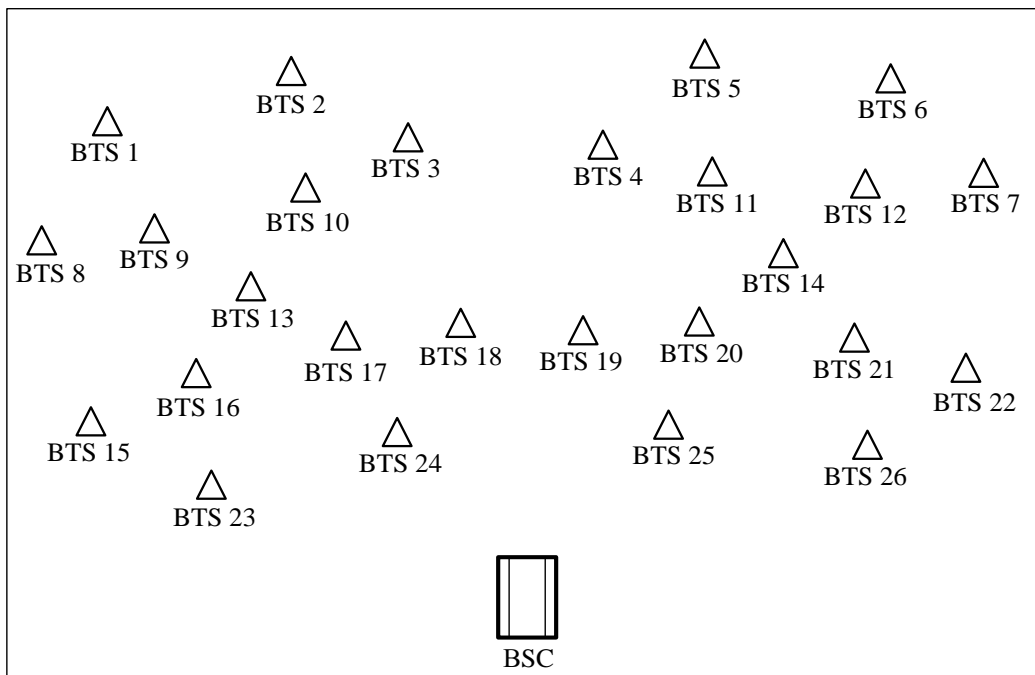 BTS 5
BTS 2
BTS 6
BTS 1
BTS 3
BTS 4
BTS 11
BTS 7
BTS 12
BTS 10
BTS 9
BTS 8
BTS 14
BTS 13
BTS 18
BTS 20
BTS 19
BTS 17
BTS 21
BTS 22
BTS 16
BTS 15
BTS 25
BTS 24
BTS 26
BTS 23
BSC